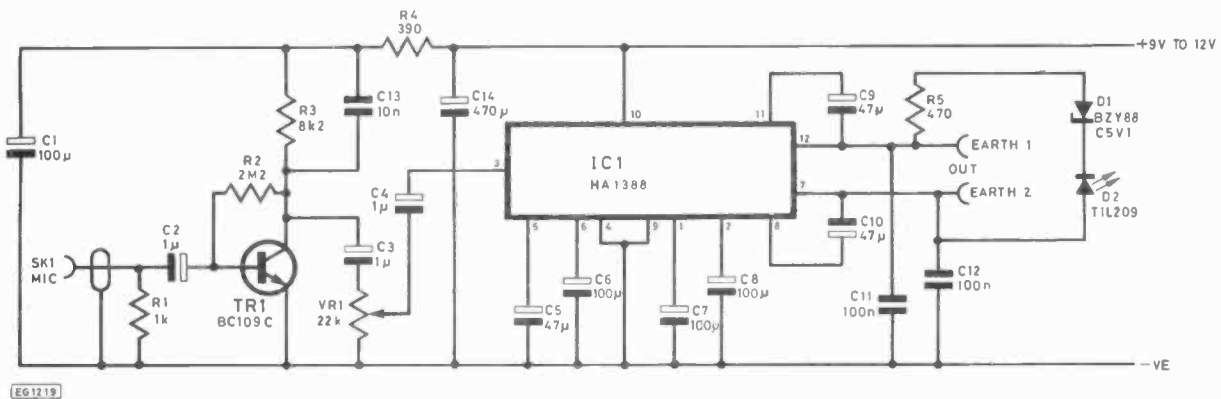 R4
390
+9V TO 12V
C1
100µ
R3
8k2
C13
10n
C14
470µ
R2
2M2
C4
1µ
3
10
11
IC1
HA1388
12
7
5
6
4
9
1
2
8
C9
47µ
R5
470
D1
BZY88
C5V1
EARTH 1
OUT
EARTH 2
D2
TIL209
C10
47µ
SK1
MIC
C2
1µ
R1
1k
TR1
BC109C
C3
1µ
VR1
22k
C5
47µ
C6
100µ
C7
100µ
C8
100µ
C11
100n
C12
100n
-VE
EG1219